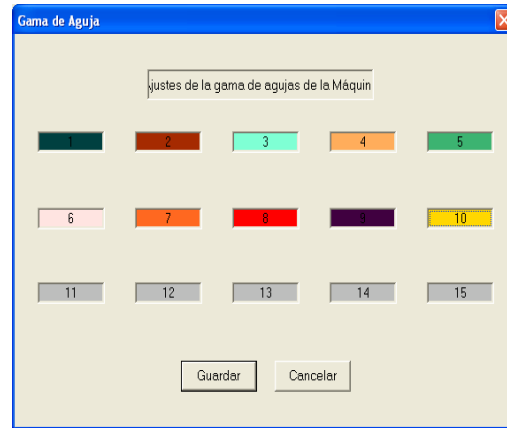 Gama de Aguja
justes de la gama de agujas de la Máquin
1 2 3 4 5
6 7 8 9 10
11 12 13 14 15
Guardar Cancelar